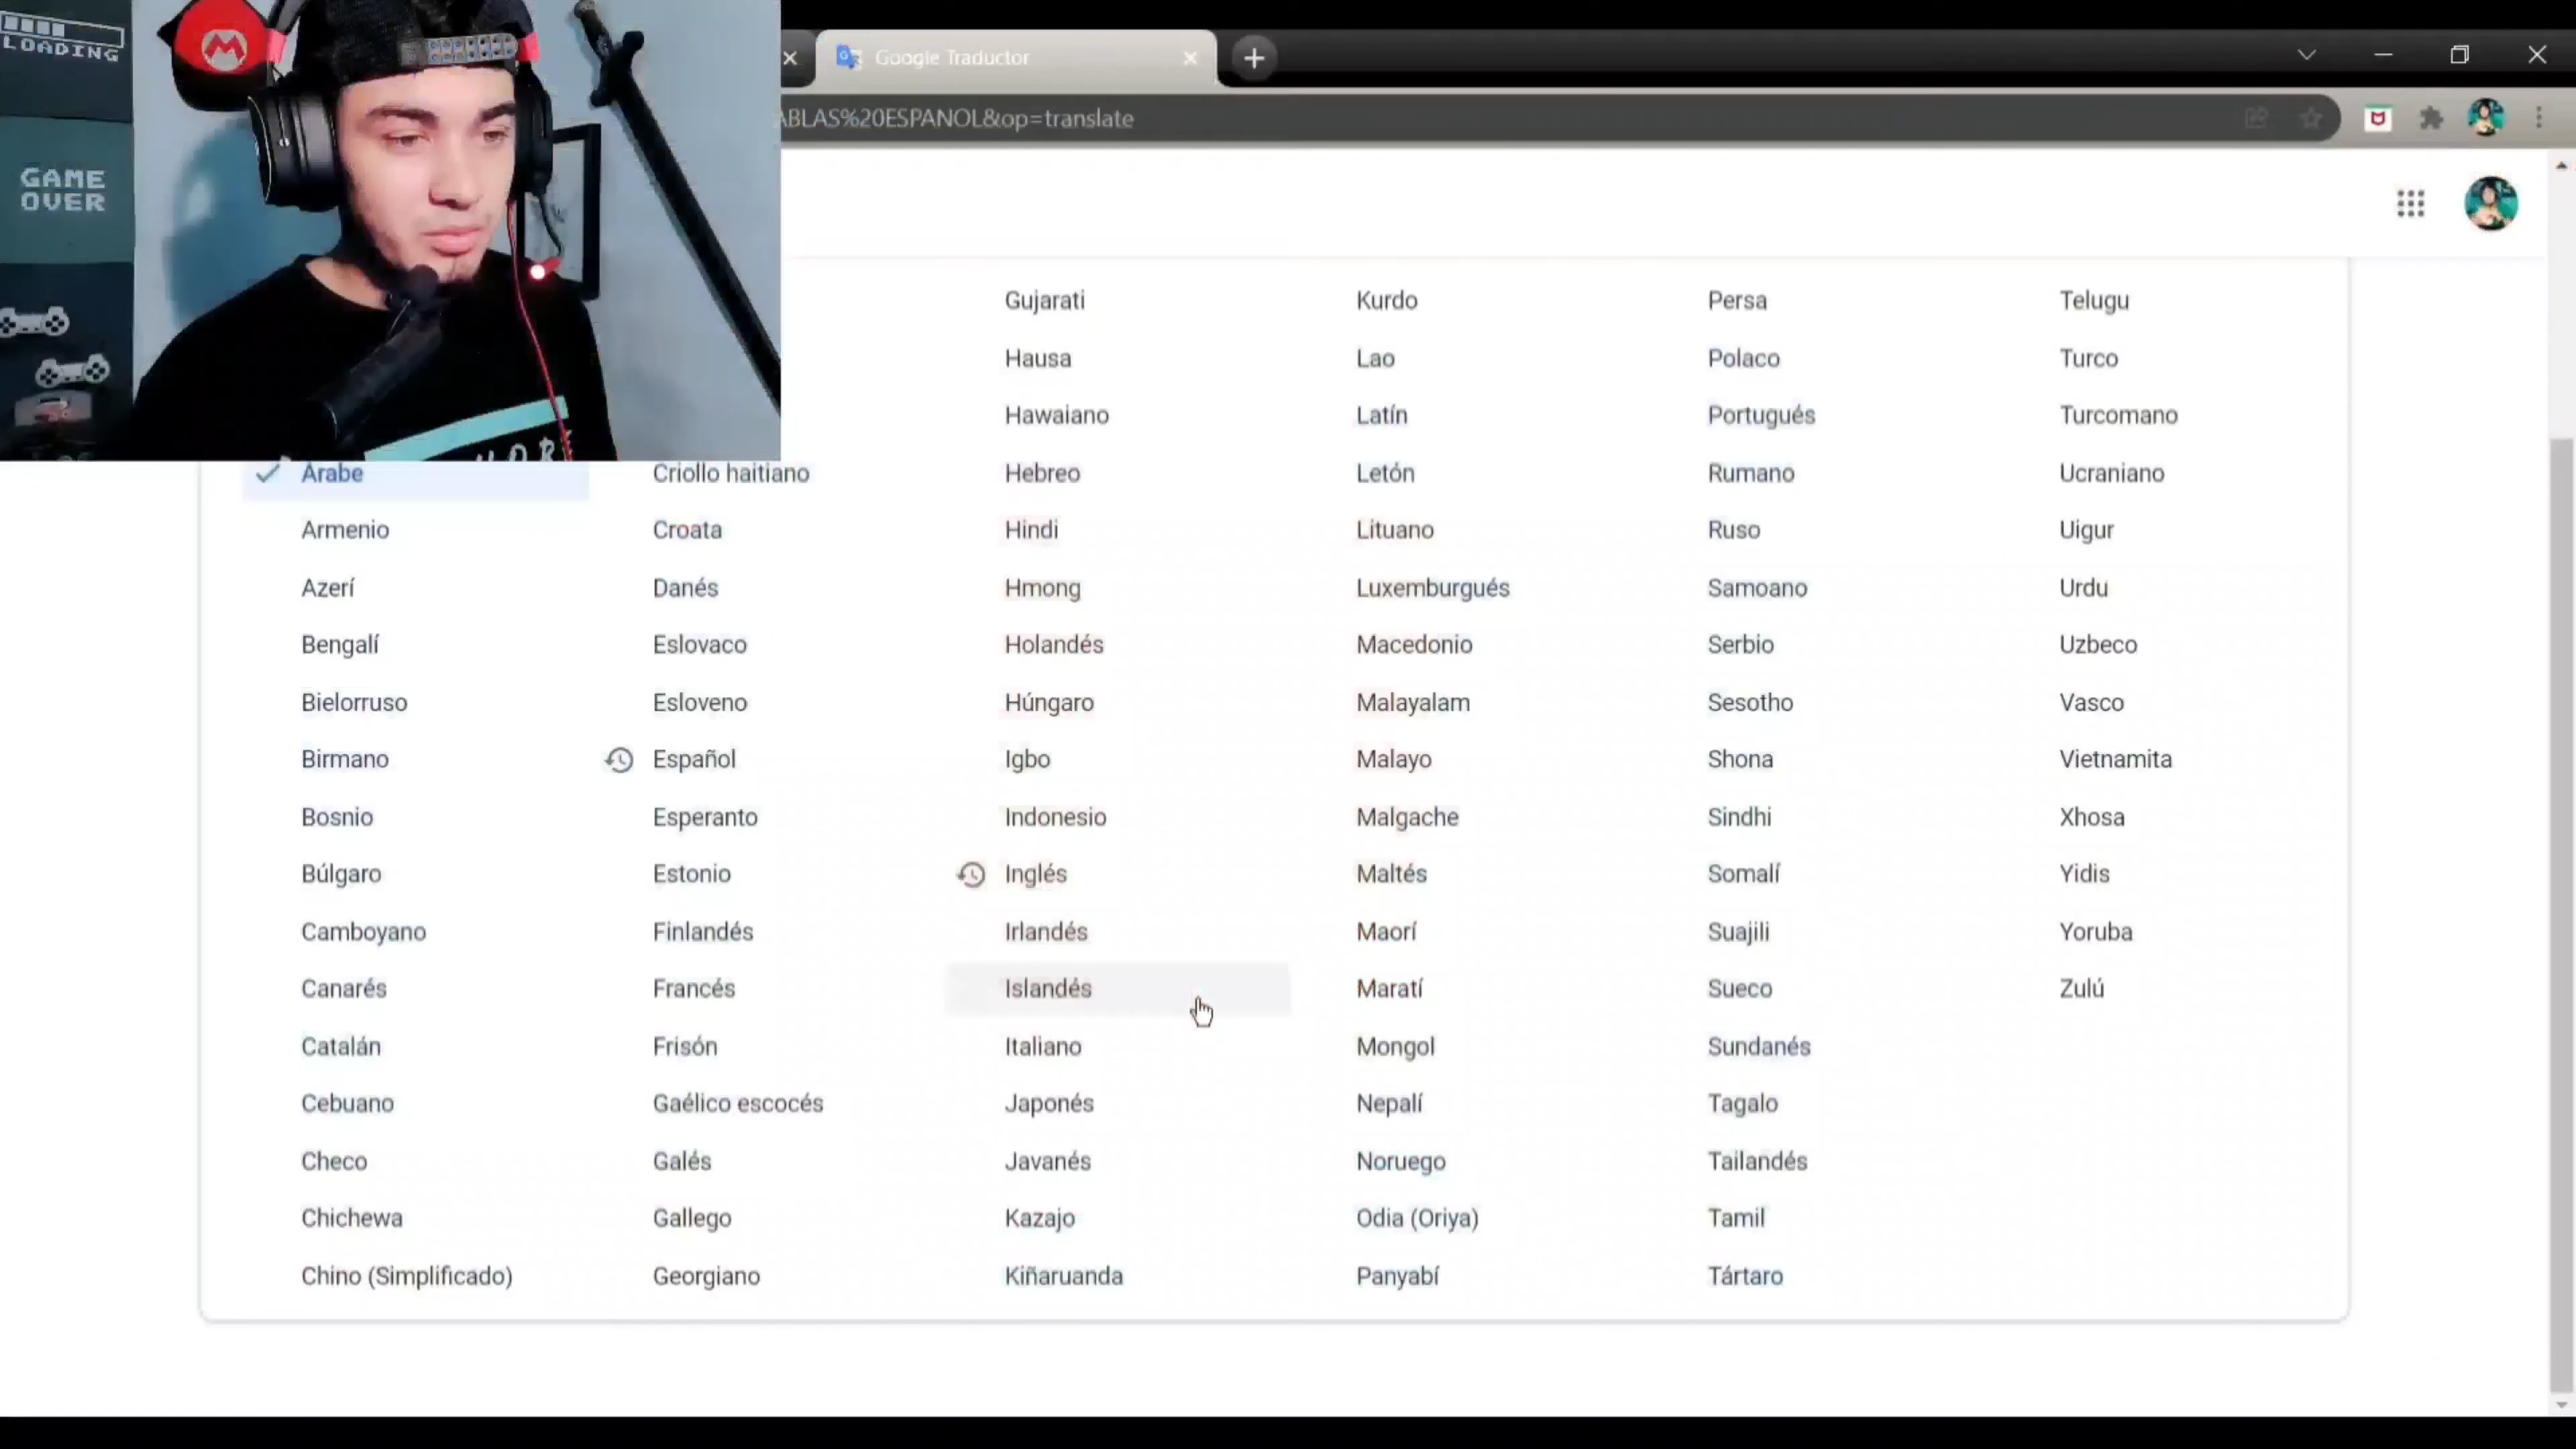 LOADING
GAME
OVER
M
Google Traductor
ABLAS%20ESPANOL&op=translate
Árabe
Armenio
Azerí
Bengalí
Bielorruso
Birmano
Bosnio
Búlgaro
Camboyano
Canarés
Catalán
Cebuano
Checo
Chichewa
Chino (Simplificado)
Criollo haitiano
Croata
Danés
Eslovaco
Esloveno
Español
Esperanto
Estonio
Finlandés
Francés
Frisón
Gaélico escocés
Galés
Gallego
Georgiano
Gujarati
Hausa
Hawaiano
Hebreo
Hindi
Hmong
Holandés
Húngaro
Igbo
Indonesio
Inglés
Irlandés
Islandés
Italiano
Japonés
Javanés
Kazajo
Kiñaruanda
Kurdo
Lao
Latín
Letón
Lituano
Luxemburgués
Macedonio
Malayalam
Malayo
Malgache
Maltés
Maorí
Maratí
Mongol
Nepalí
Noruego
Odia (Oriya)
Panyabí
Persa
Polaco
Portugués
Rumano
Ruso
Samoano
Serbio
Sesotho
Shona
Sindhi
Somalí
Suajili
Sueco
Sundanés
Tagalo
Tailandés
Tamil
Tártaro
Telugu
Turco
Turcomano
Ucraniano
Uigur
Urdu
Uzbeco
Vasco
Vietnamita
Xhosa
Yidis
Yoruba
Zulú